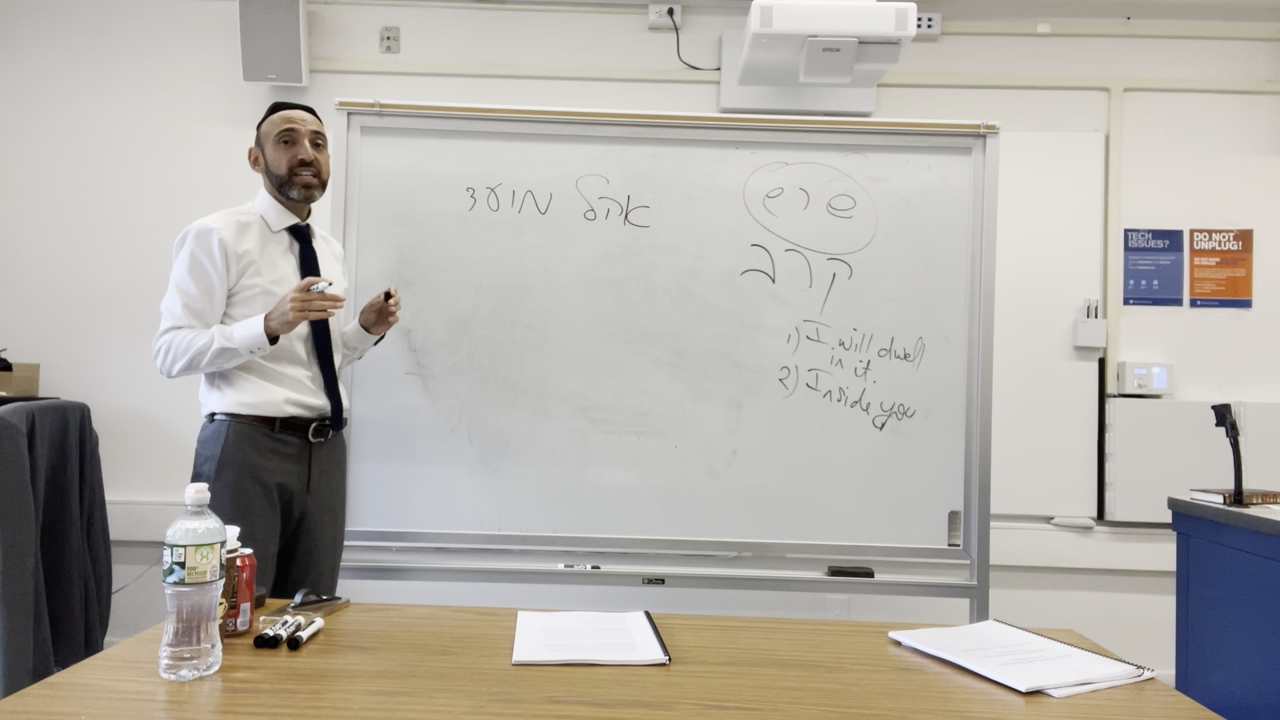 אהל מועד
שרש
קרב
1) I will dwell
in it.
2) Inside you
TECH
ISSUES?
DO NOT
UNPLUG!
EPSON